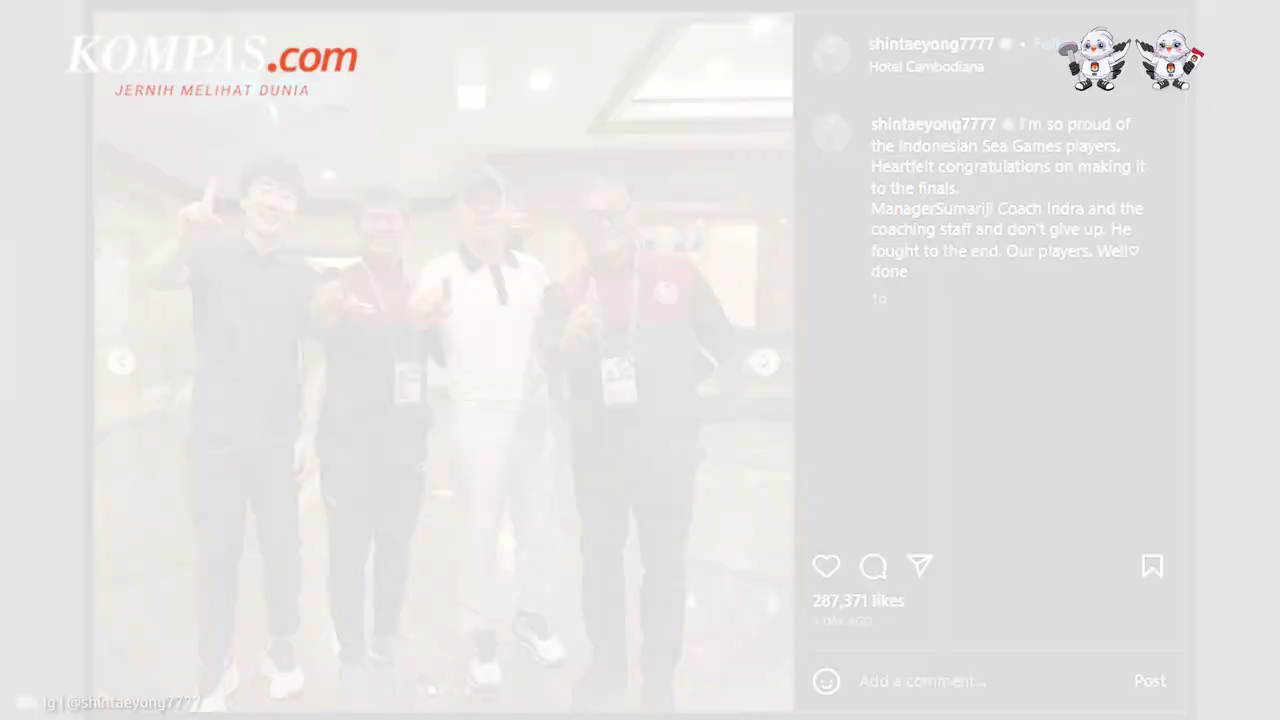 KOMPAS.com
JERNIH MELIHAT DUNIA
shintaeyong7777 •
Hotel Cambodiana
shintaeyong7777 I'm so proud of
the Indonesian Sea Games players.
Heartfelt congratulations on making it
to the finals.
ManagerSumariji Coach Indra and the
coaching staff and don't give up. He
fought to the end. Our players. Well♡
done
287,371 likes
1 DAY AGO
Add a comment...
Post
Ig | @shintaeyong7777